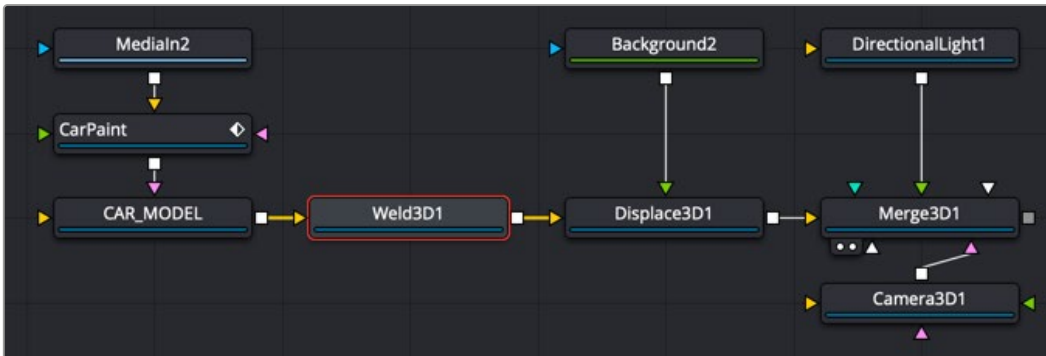 MediaIn2
Background2
DirectionalLight1
CarPaint
CAR_MODEL
Weld3D1
Displace3D1
Merge3D1
Camera3D1